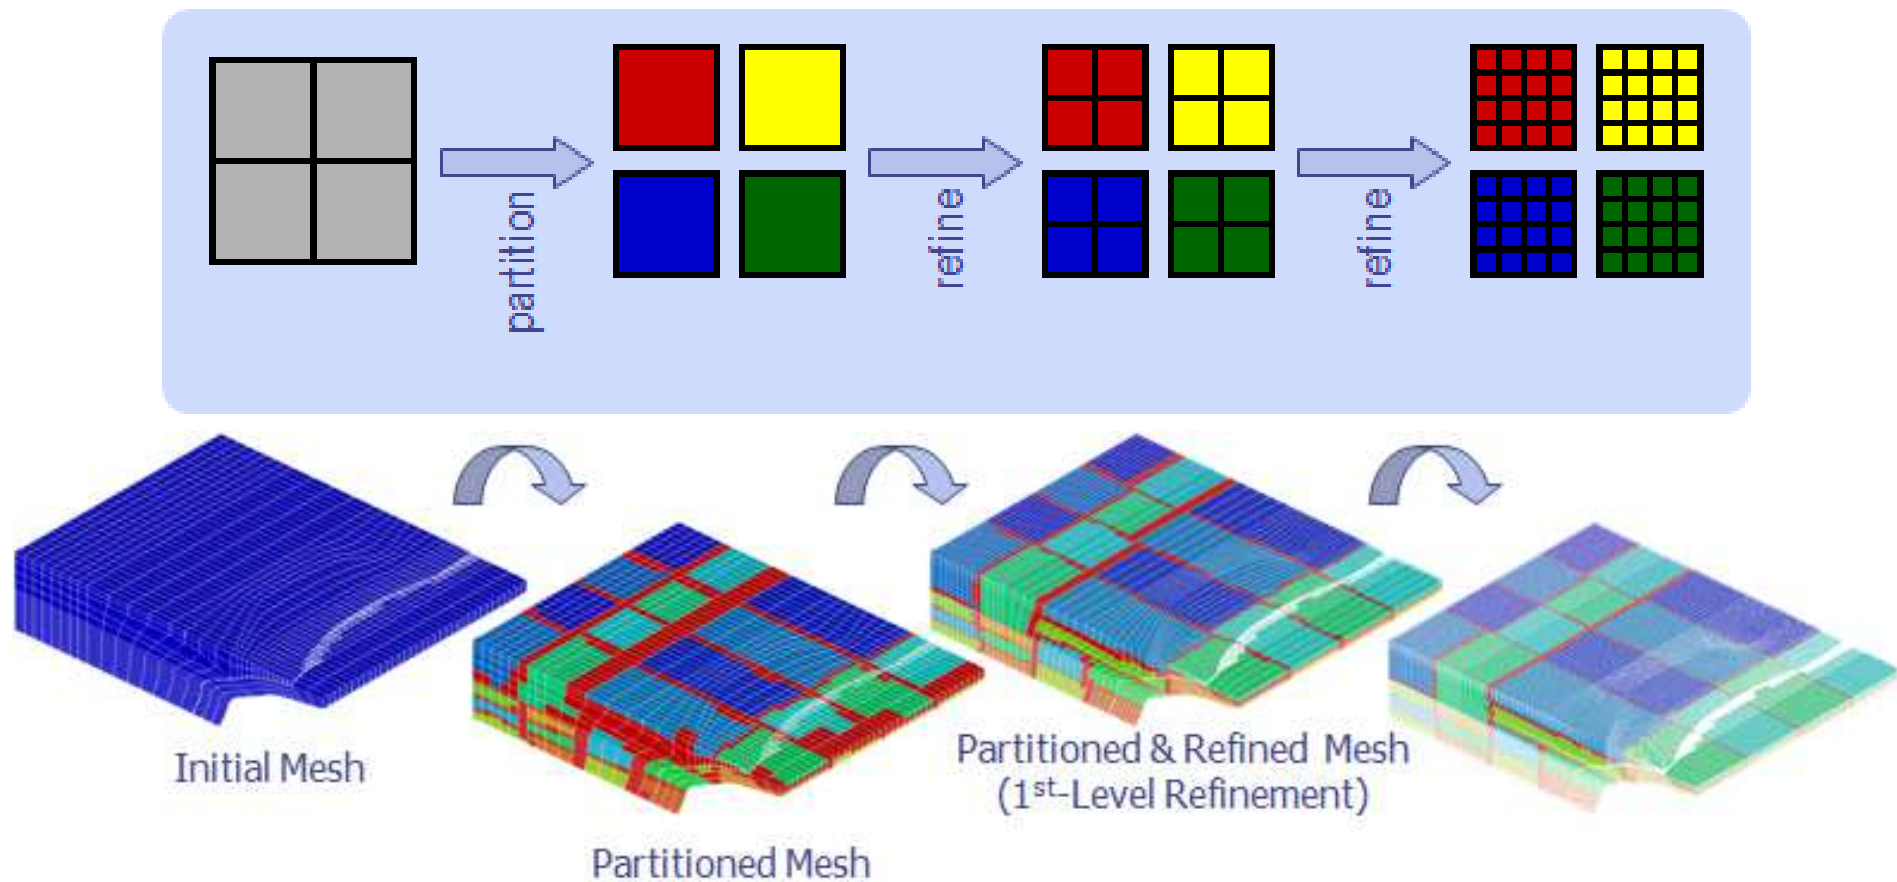 partition
refine
refine
Initial Mesh
Partitioned Mesh
Partitioned & Refined Mesh
(1st-Level Refinement)